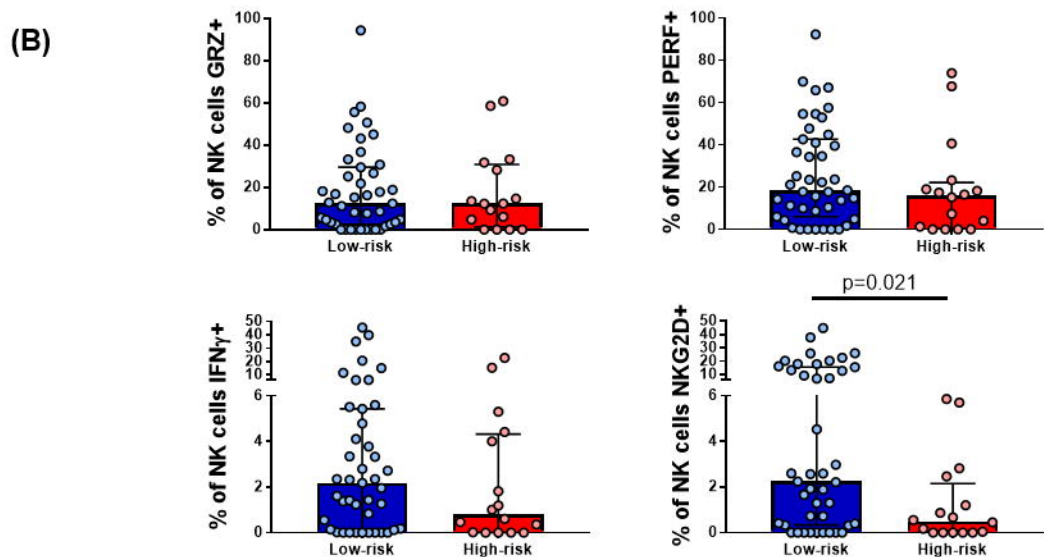 (B)
% of NK cells GRZ+
100
80
60
40
20
0
Low-risk
High-risk
% of NK cells PERF+
100
80
60
40
20
0
Low-risk
High-risk
% of NK cells IFNγ+
50
40
30
20
10
6
4
2
0
Low-risk
High-risk
p=0.021
% of NK cells NKG2D+
50
40
30
20
10
6
4
2
0
Low-risk
High-risk